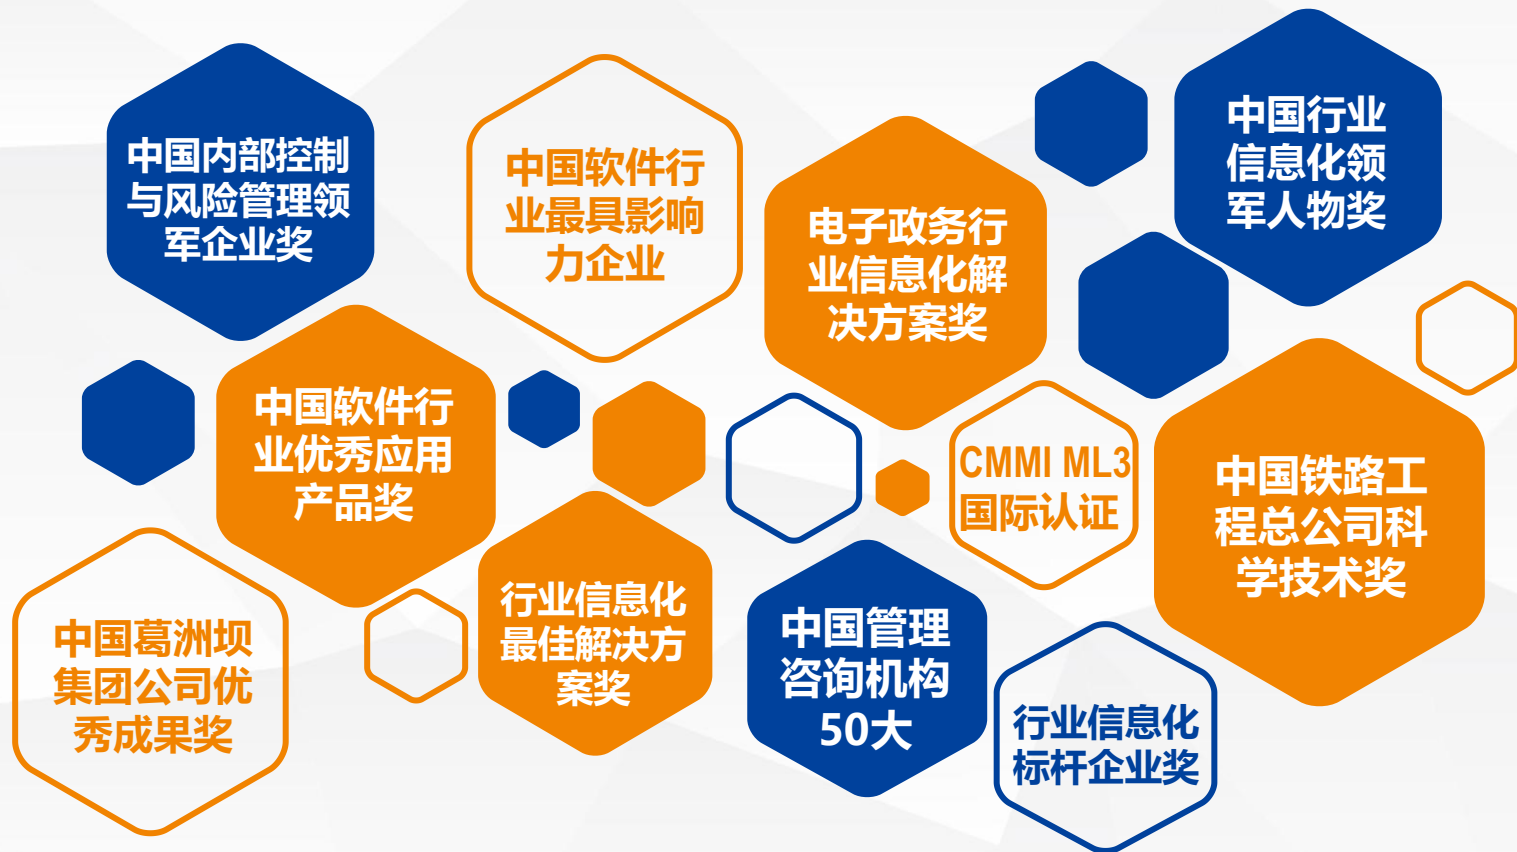 中国内部控制
与风险管理领
军企业奖
中国软件行
业最具影响
力企业
电子政务行
业信息化解
决方案奖
中国行业
信息化领
军人物奖
中国软件行
业优秀应用
产品奖
CMMI ML3
国际认证
中国铁路工
程总公司科
学技术奖
中国葛洲坝
集团公司优
秀成果奖
行业信息化
最佳解决方
案奖
中国管理
咨询机构
50大
行业信息化
标杆企业奖